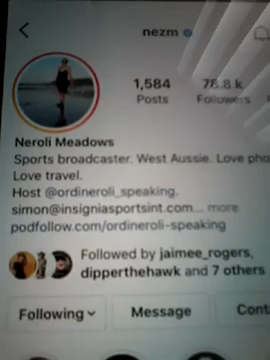 nezm
1,584 78.8 k
Posts Followers
Neroli Meadows
Sports broadcaster. West Aussie. Love pho
Love travel.
Host @ordineroli_speaking.
simon@insigniasportsint.com... more
podfollow.com/ordineroli-speaking
Followed by jaimee_rogers,
dipperthehawk and 7 others
Following Message Cont